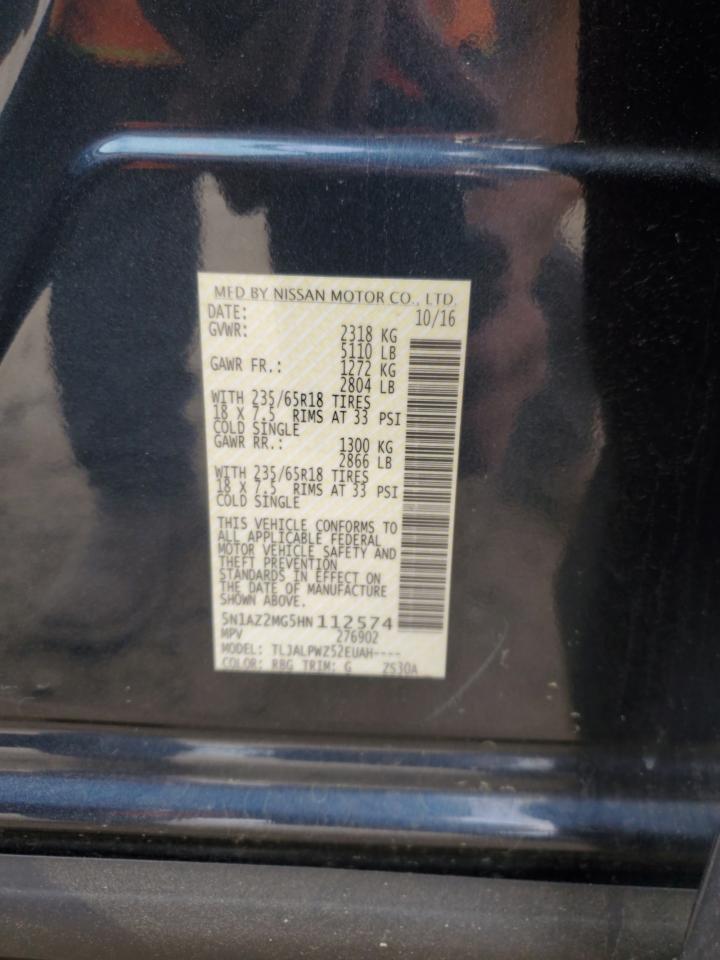 MFD BY NISSAN MOTOR CO., LTD.
DATE: 10/16
GVWR: 2318 KG
5110 LB
GAWR FR.: 1272 KG
2804 LB
WITH 235/65R18 TIRES
18 X 7.5 RIMS AT 33 PSI
COLD SINGLE
GAWR RR.: 1300 KG
2866 LB
WITH 235/65R18 TIRES
18 X 7.5 RIMS AT 33 PSI
COLD SINGLE
THIS VEHICLE CONFORMS TO
ALL APPLICABLE FEDERAL
MOTOR VEHICLE SAFETY AND
THEFT PREVENTION
STANDARDS IN EFFECT ON
THE DATE OF MANUFACTURE
SHOWN ABOVE.
5N1AZ2MG5HN112574
MPV 276902
MODEL: TLJALPWZ52EUAH----
COLOR: RBG TRIM: G ZS30A